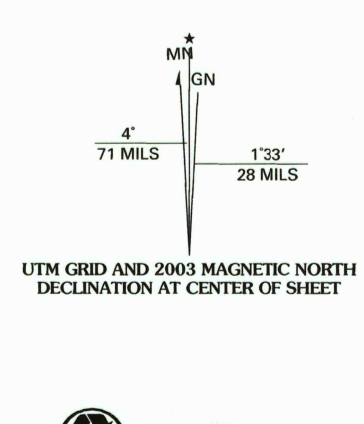 ★
MN
GN
4°
71 MILS
1°33′
28 MILS
UTM GRID AND 2003 MAGNETIC NORTH
DECLINATION AT CENTER OF SHEET